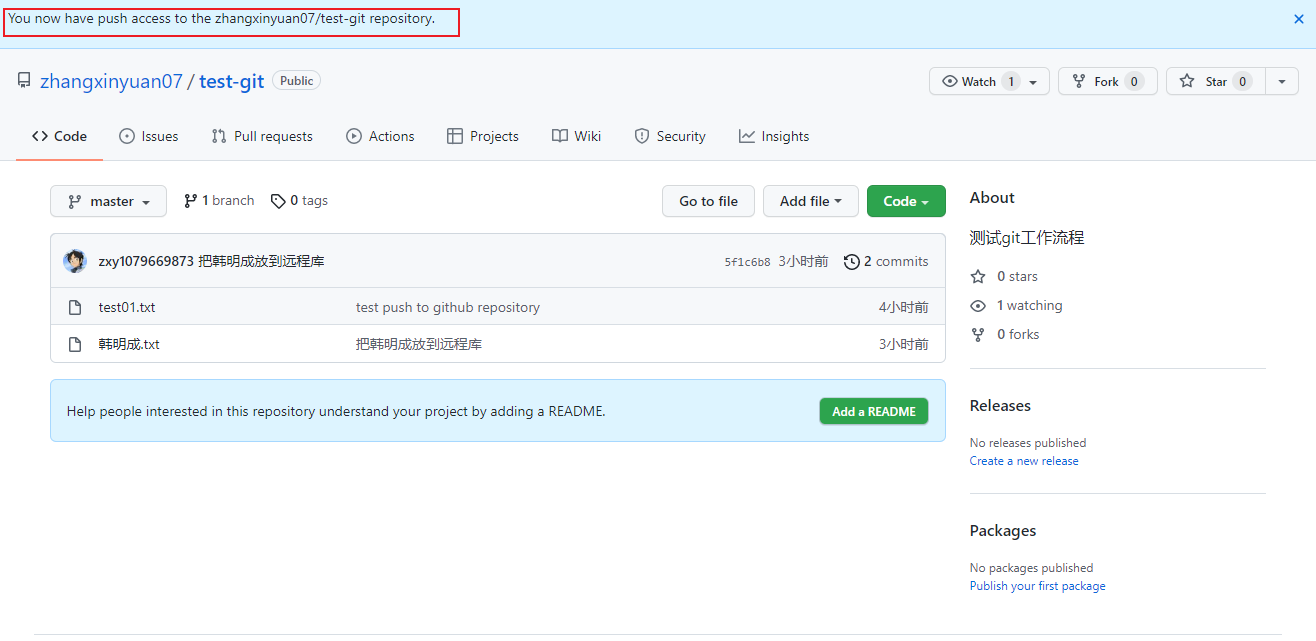 You now have push access to the zhangxinyuan07/test-git repository.
zhangxinyuan07 / test-git Public
Watch 1 Fork 0 Star 0
Code Issues Pull requests Actions Projects Wiki Security Insights
master 1 branch 0 tags Go to file Add file Code
zxy1079669873 把韩明成放到远程库 5f1c6b8 3小时前 2 commits
test01.txt test push to github repository 4小时前
韩明成.txt 把韩明成放到远程库 3小时前
Help people interested in this repository understand your project by adding a README. Add a README
About
测试git工作流程
0 stars
1 watching
0 forks
Releases
No releases published
Create a new release
Packages
No packages published
Publish your first package